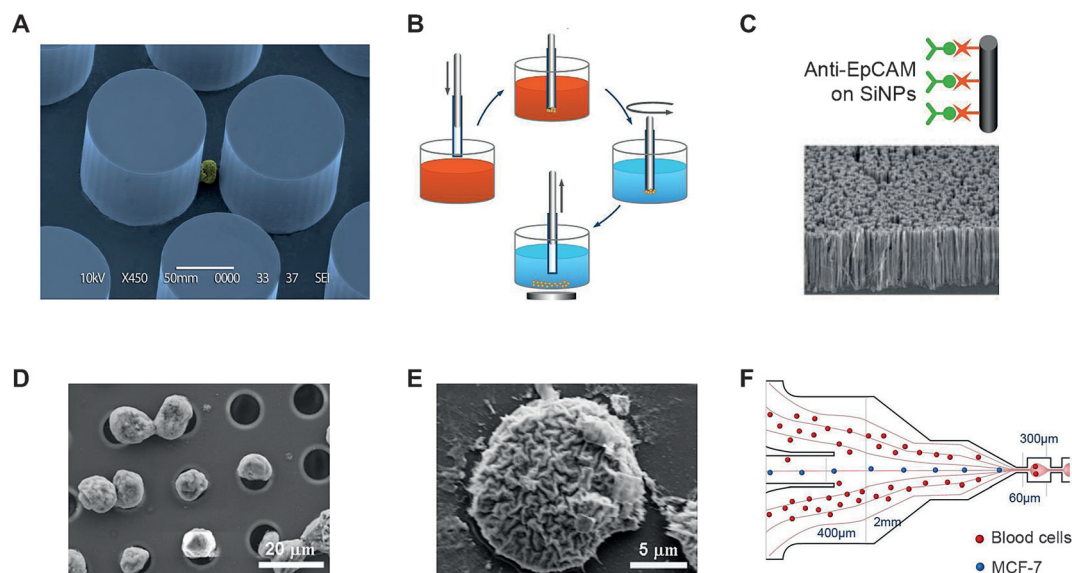 A
10kV X450 50mm 0000 33 37 SEI
B
C
Anti-EpCAM
on SiNPs
D
20 μm
E
5 μm
F
300μm
60μm
2mm
400μm
Blood cells
MCF-7